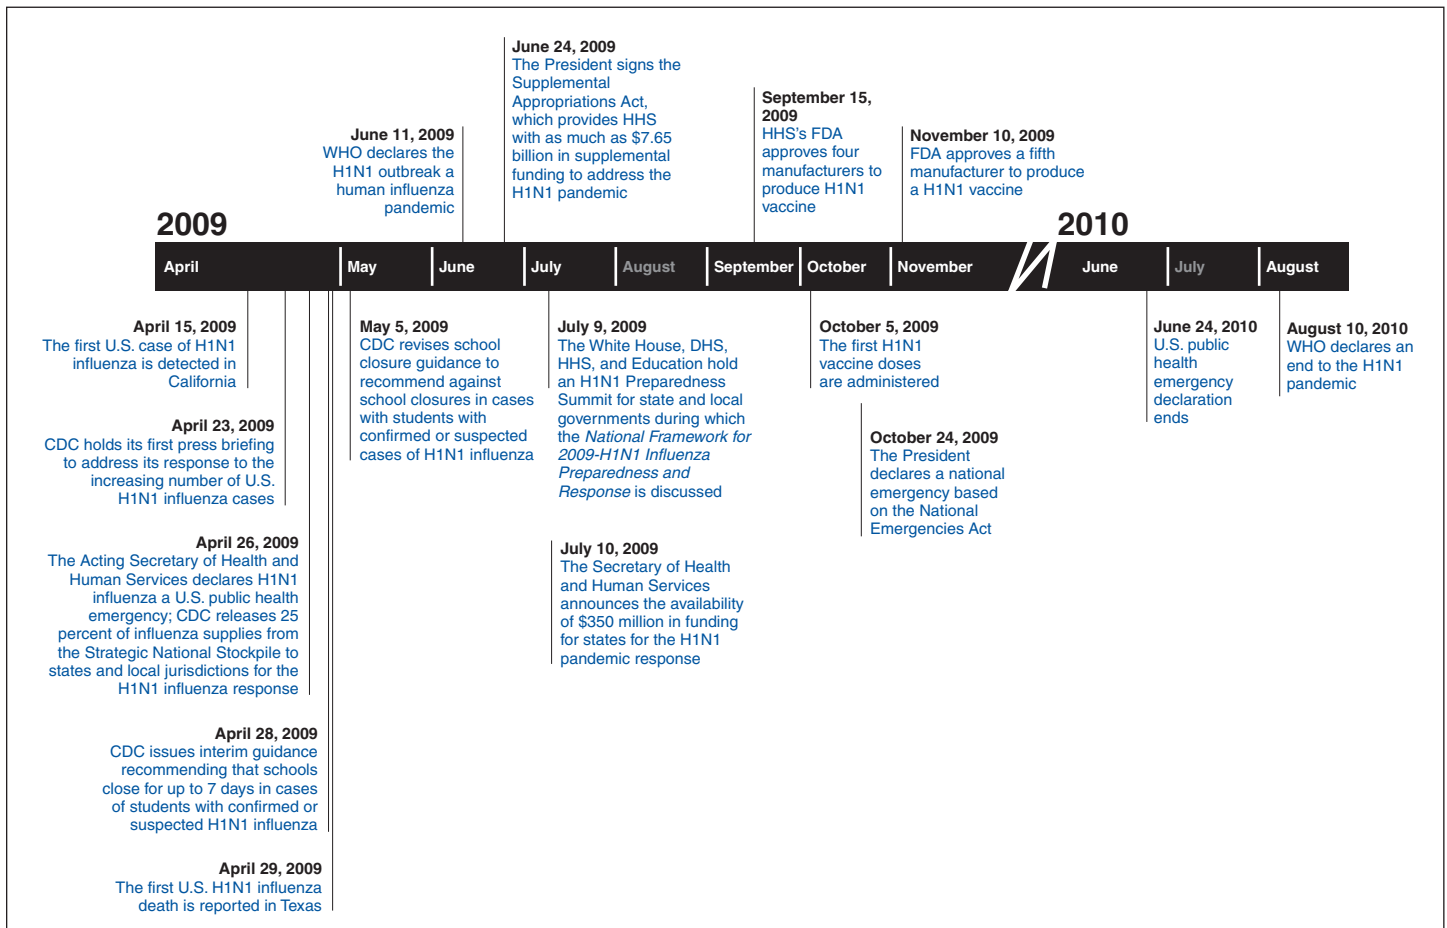 June 24, 2009
The President signs the
Supplemental
Appropriations Act,
which provides HHS
with as much as $7.65
billion in supplemental
funding to address the
H1N1 pandemic
September 15,
2009
HHS's FDA
approves four
manufacturers to
produce H1N1
vaccine
June 11, 2009
WHO declares the
H1N1 outbreak a
human influenza
pandemic
November 10, 2009
FDA approves a fifth
manufacturer to produce
a H1N1 vaccine
2009
2010
April
May
June
July
August
September
October
November
June
July
August
April 15, 2009
The first U.S. case of H1N1
influenza is detected in
California
April 23, 2009
CDC holds its first press briefing
to address its response to the
increasing number of U.S.
H1N1 influenza cases
April 26, 2009
The Acting Secretary of Health and
Human Services declares H1N1
influenza a U.S. public health
emergency; CDC releases 25
percent of influenza supplies from
the Strategic National Stockpile to
states and local jurisdictions for the
H1N1 influenza response
April 28, 2009
CDC issues interim guidance
recommending that schools
close for up to 7 days in cases
of students with confirmed or
suspected H1N1 influenza
April 29, 2009
The first U.S. H1N1 influenza
death is reported in Texas
May 5, 2009
CDC revises school
closure guidance to
recommend against
school closures in cases
with students with
confirmed or suspected
cases of H1N1 influenza
July 9, 2009
The White House, DHS,
HHS, and Education hold
an H1N1 Preparedness
Summit for state and local
governments during which
the National Framework for
2009-H1N1 Influenza
Preparedness and
Response is discussed
July 10, 2009
The Secretary of Health
and Human Services
announces the availability
of $350 million in funding
for states for the H1N1
pandemic response
October 5, 2009
The first H1N1
vaccine doses
are administered
October 24, 2009
The President
declares a national
emergency based
on the National
Emergencies Act
June 24, 2010
U.S. public
health
emergency
declaration
ends
August 10, 2010
WHO declares an
end to the H1N1
pandemic